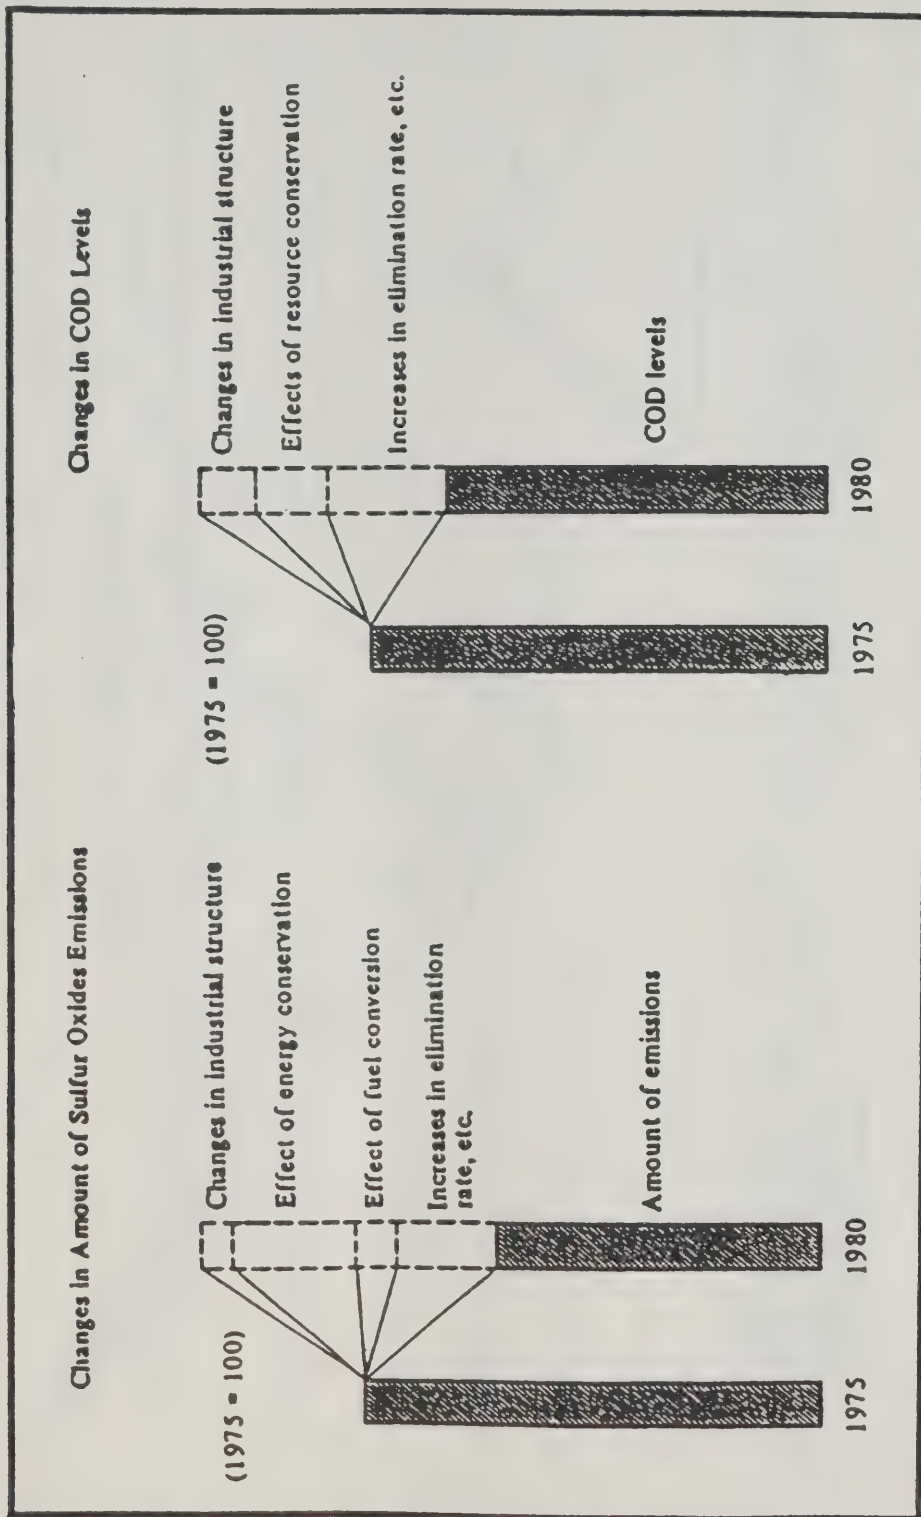 Changes in Amount of Sulfur Oxides Emissions
(1975 = 100)
Changes in industrial structure
Effect of energy conservation
Effect of fuel conversion
Increases in elimination
rate, etc.
Amount of emissions
1975
1980
Changes in COD Levels
(1975 = 100)
Changes in industrial structure
Effects of resource conservation
Increases in elimination rate, etc.
COD levels
1975
1980